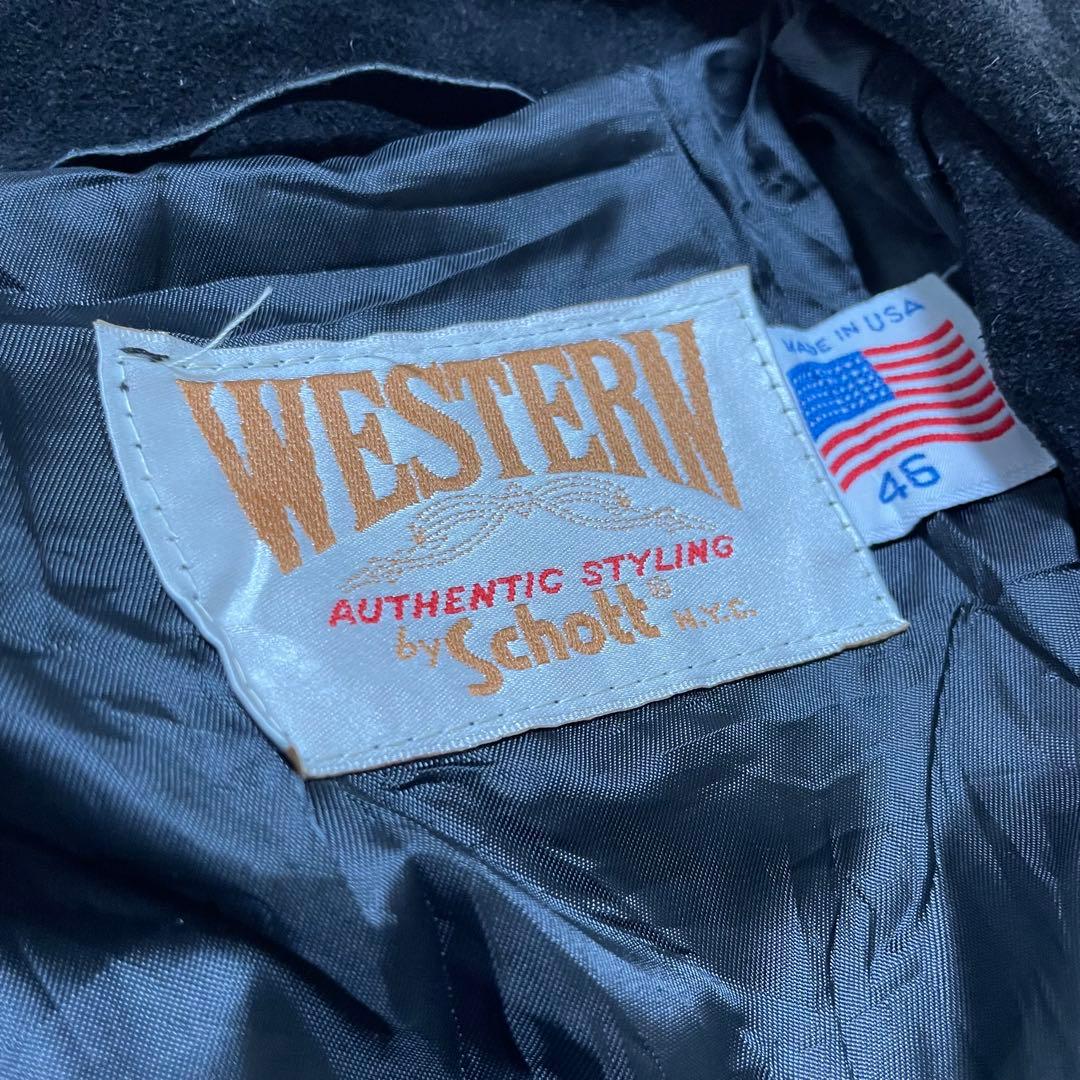 WESTERN
AUTHENTIC STYLING
by Schott® N.Y.C.
MADE IN USA
46